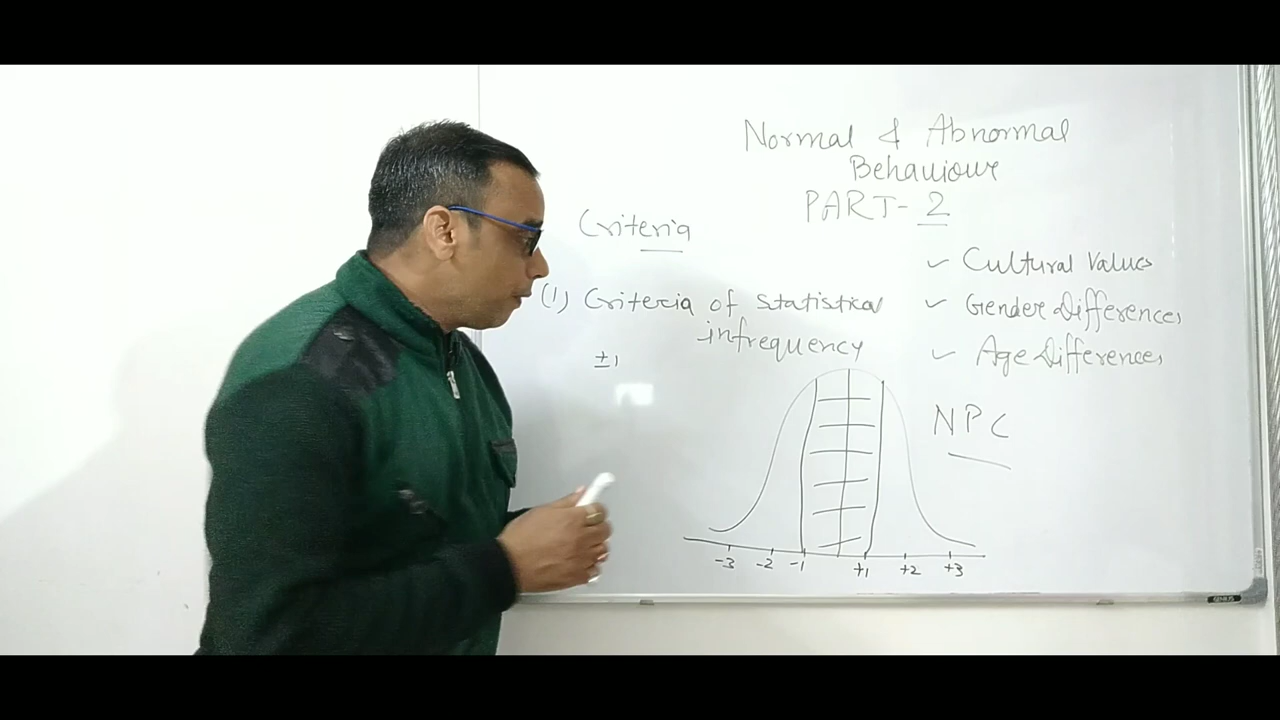 Normal & Abnormal
Behaviour
PART-2
Criteria
(1) Criteria of statistical
infrequency
±1
✓ Cultural Values
✓ Gender Differences
✓ Age Differences
NPC
-3 -2 -1 +1 +2 +3
GENIUS